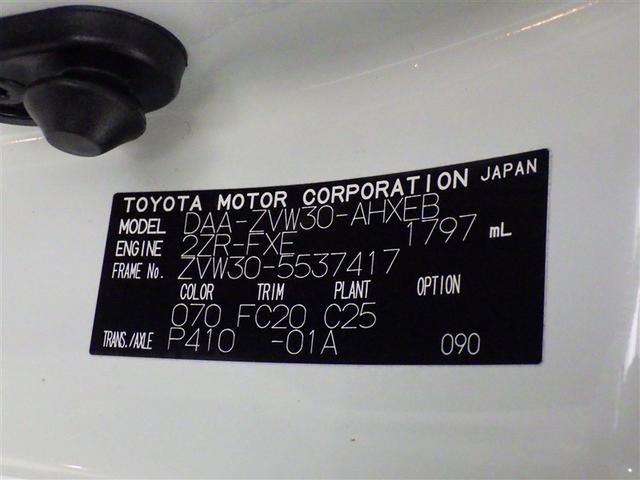 TOYOTA MOTOR CORPORATION JAPAN
MODEL DAA-ZVW30-AHXEB
ENGINE 2ZR-FXE 1797 mL
FRAME No. ZVW30-5537417
COLOR TRIM PLANT OPTION
070 FC20 C25
TRANS./AXLE P410 -01A 090